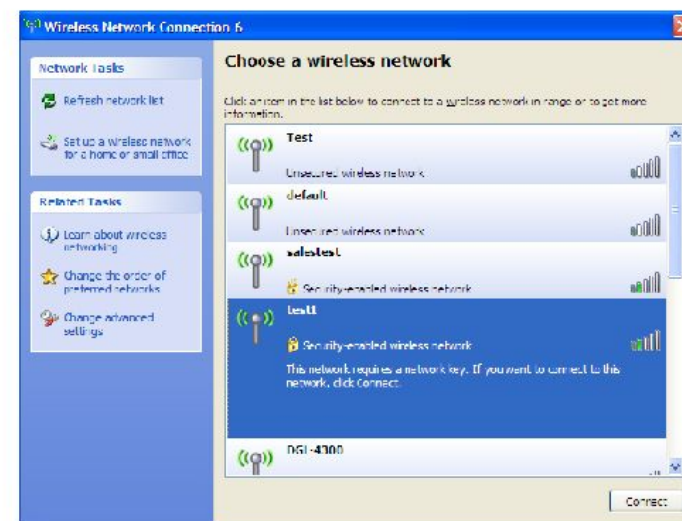 Wireless Network Connection 6
Network Tasks
Refresh network list
Set up a wireless network
for a home or small office
Related Tasks
Learn about wireless
networking
Change the order of
preferred networks
Change advanced
settings
Choose a wireless network
Click an item in the list below to connect to a wireless network in range or to get more
information.
Test
Unsecured wireless network
default
Unsecured wireless network
salestest
Security-enabled wireless network
test1
Security-enabled wireless network
This network requires a network key. If you want to connect to this
network, click Connect.
DGL-4300
Connect